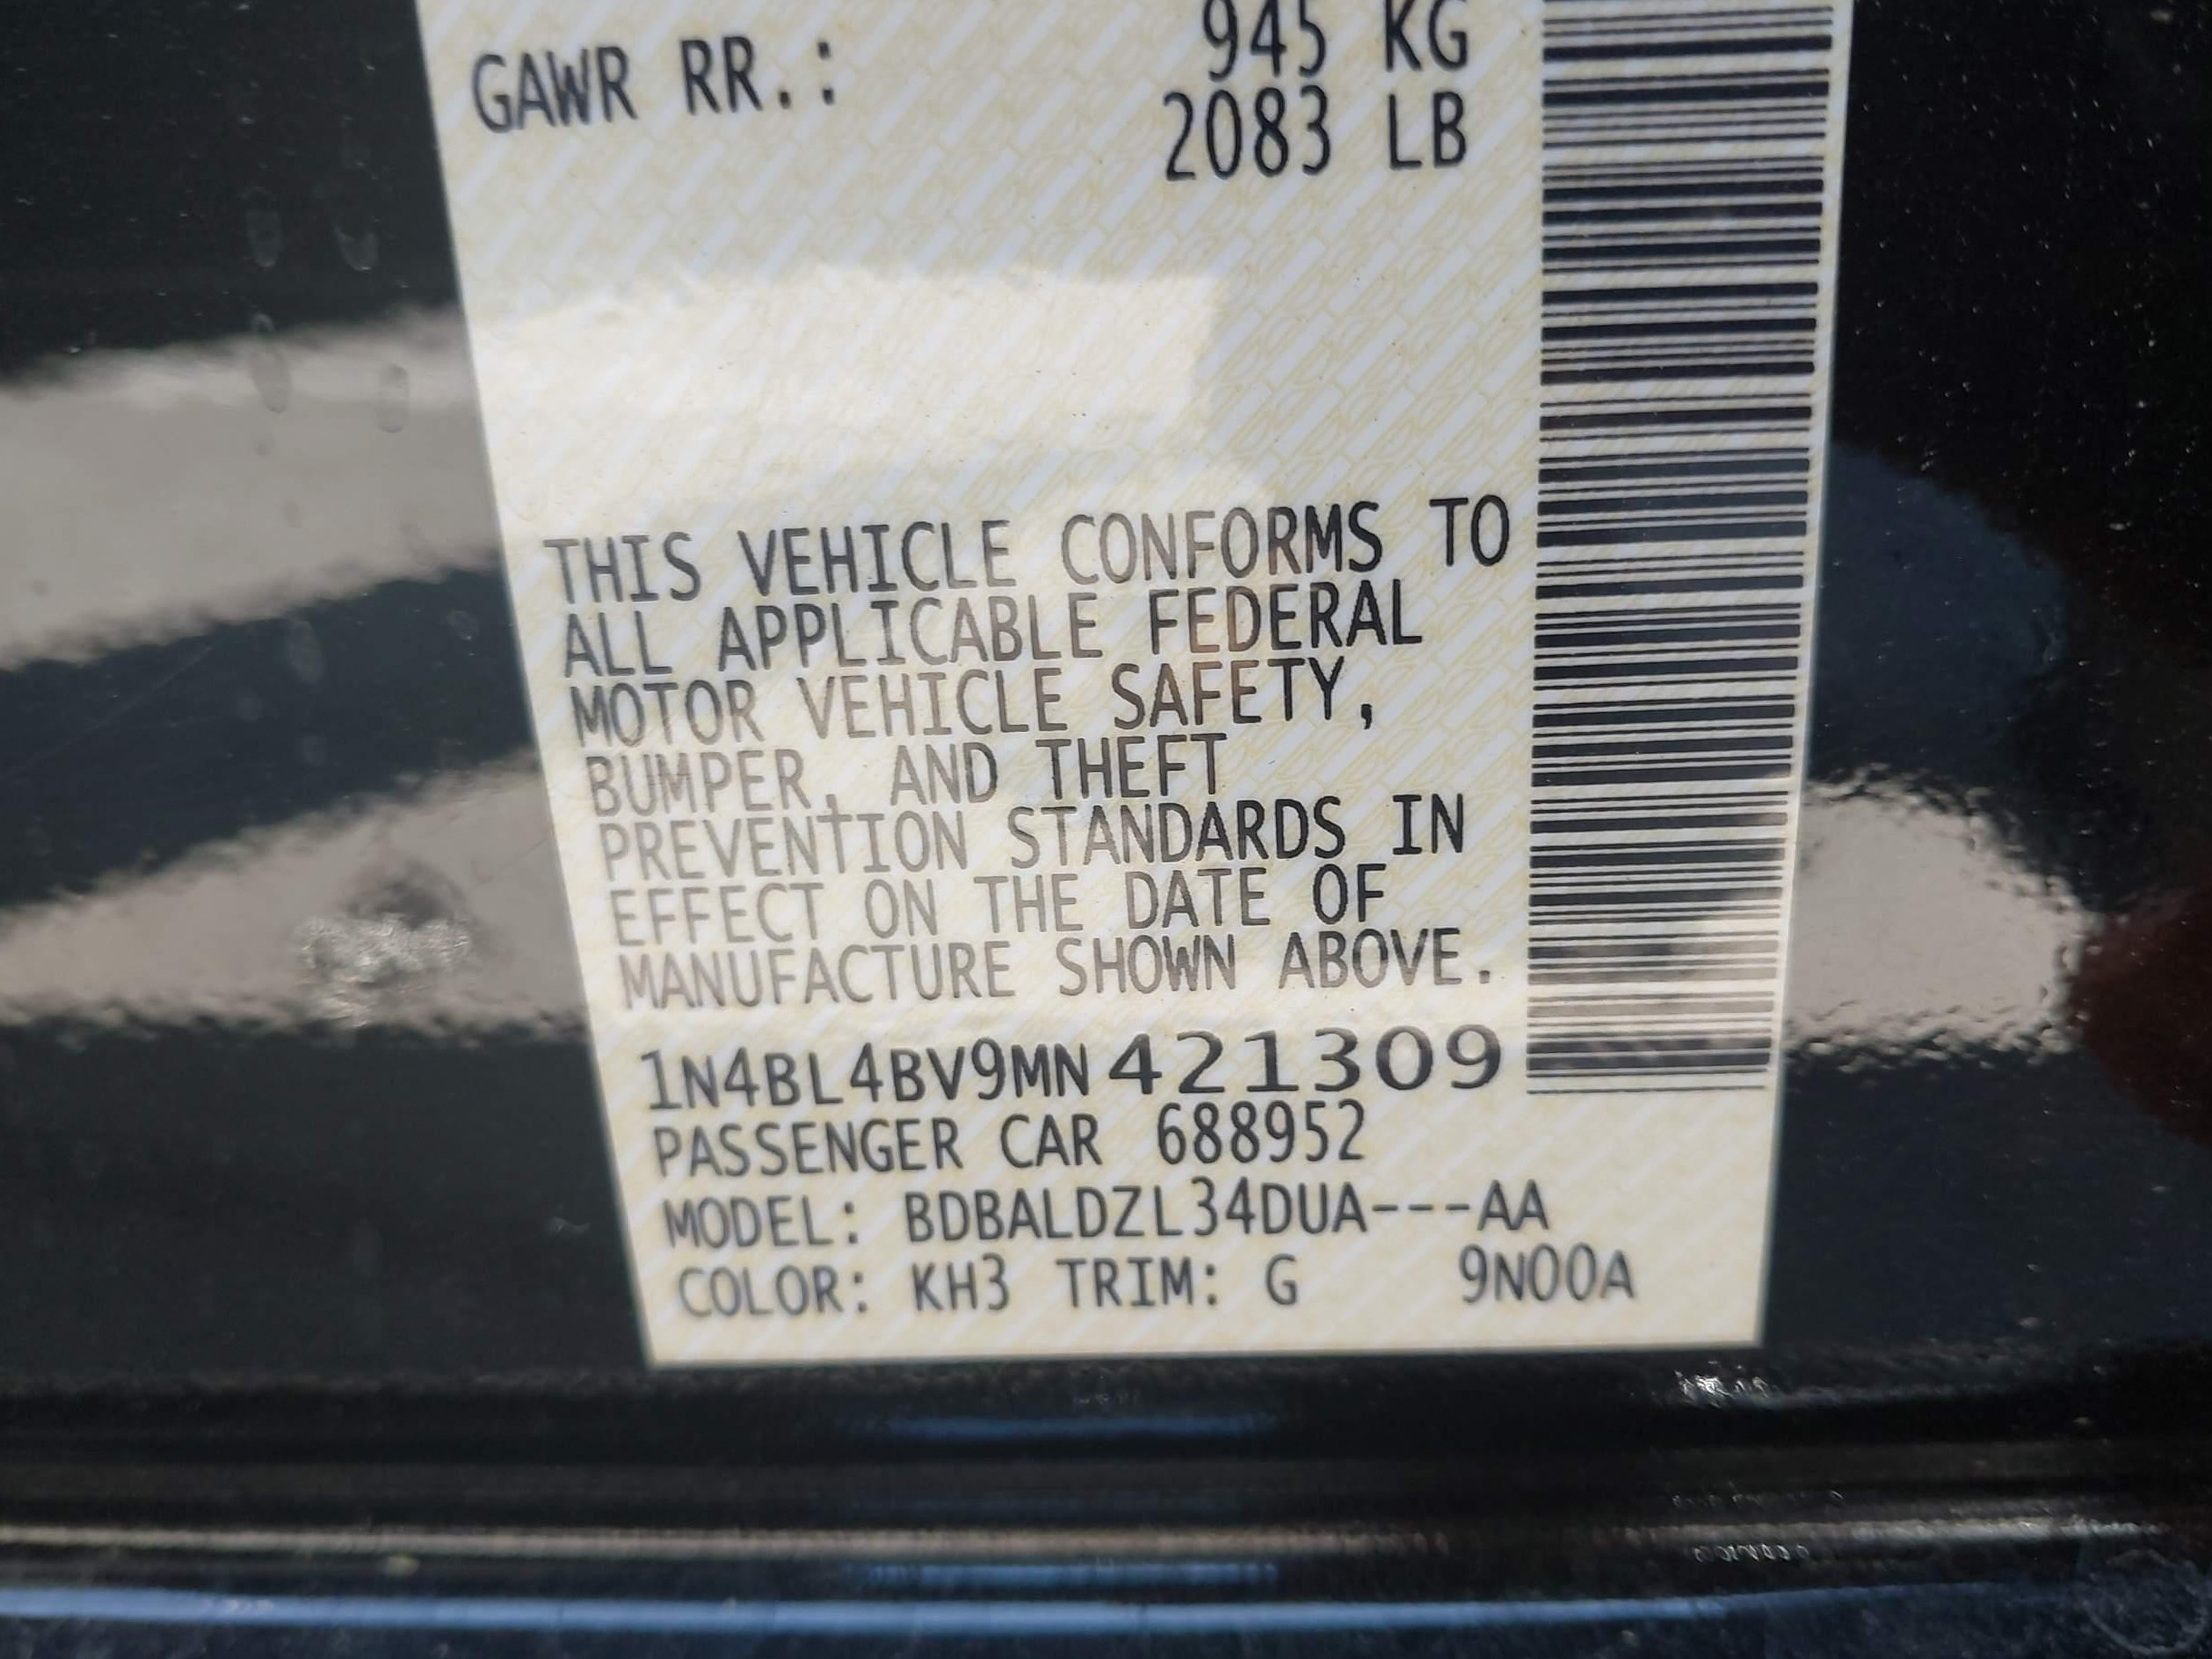 GAWR RR.: 945 KG
2083 LB
THIS VEHICLE CONFORMS TO
ALL APPLICABLE FEDERAL
MOTOR VEHICLE SAFETY,
BUMPER, AND THEFT
PREVENTION STANDARDS IN
EFFECT ON THE DATE OF
MANUFACTURE SHOWN ABOVE.
1N4BL4BV9MN421309
PASSENGER CAR 688952
MODEL: BDBALDZL34DUA---AA
COLOR: KH3 TRIM: G 9N00A